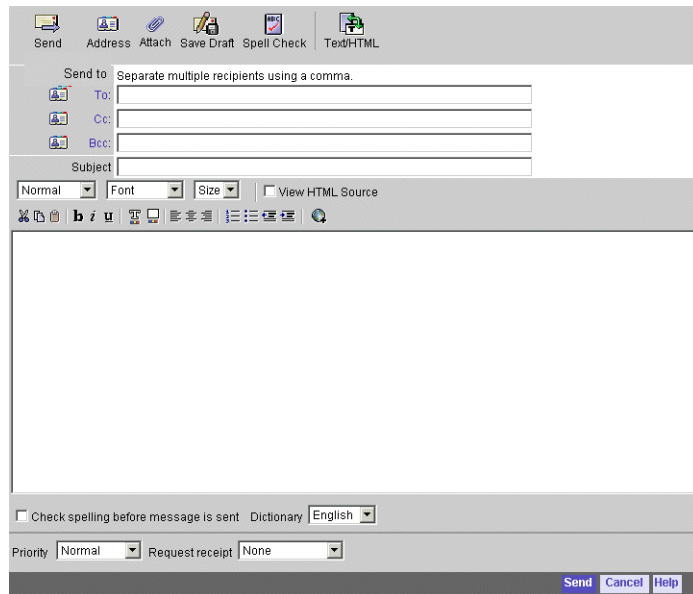 Send Address Attach Save Draft Spell Check Text/HTML
Send to Separate multiple recipients using a comma.
To:
Cc:
Bcc:
Subject
Normal Font Size View HTML Source
b i u
Check spelling before message is sent Dictionary English
Priority Normal Request receipt None
Send Cancel Help